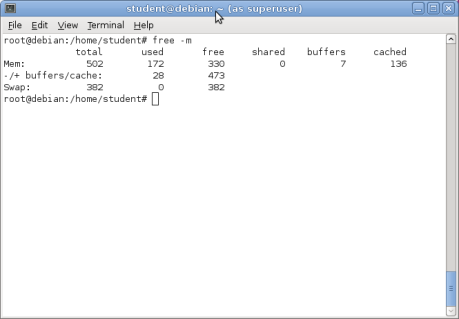 student@debian: ~ (as superuser)
File Edit View Terminal Help
root@debian:/home/student# free -m
             total       used       free     shared    buffers     cached
Mem:           502        172        330          0          7        136
-/+ buffers/cache:         28        473
Swap:          382          0        382
root@debian:/home/student#